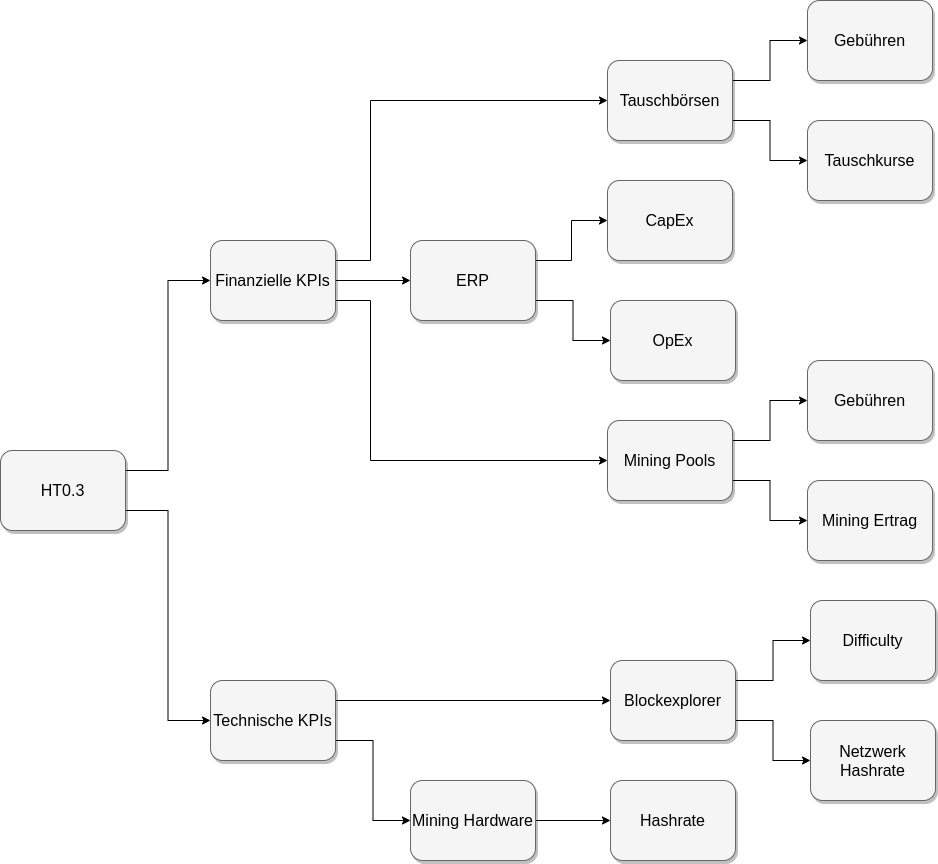 Gebühren
Tauschbörsen
Tauschkurse
CapEx
Finanzielle KPIs
ERP
OpEx
Gebühren
Mining Pools
HT0.3
Mining Ertrag
Difficulty
Blockexplorer
Technische KPIs
Netzwerk
Hashrate
Mining Hardware
Hashrate